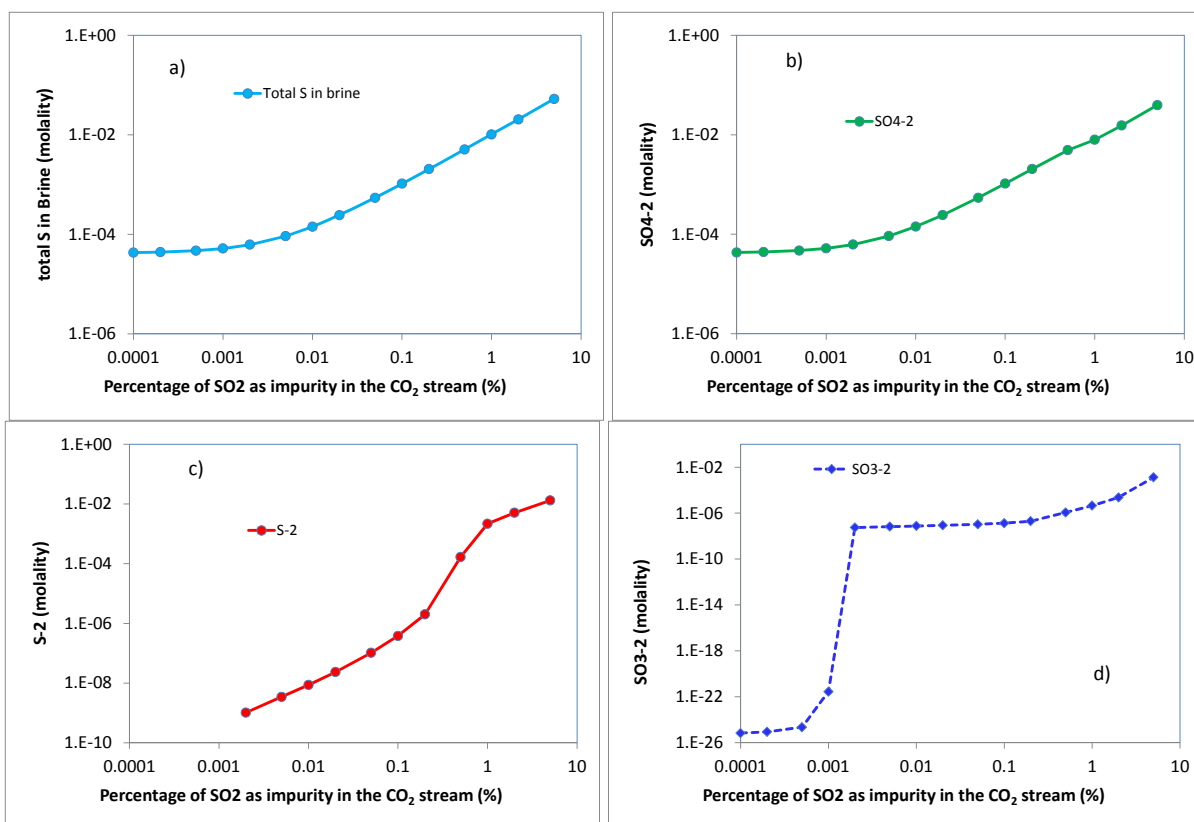 a)
Total S in brine
total S in Brine (molality)
1.E+00
1.E-02
1.E-04
1.E-06
0.0001 0.001 0.01 0.1 1 10
Percentage of SO2 as impurity in the CO₂ stream (%)
b)
SO4-2
SO4-2 (molality)
1.E+00
1.E-02
1.E-04
1.E-06
0.0001 0.001 0.01 0.1 1 10
Percentage of SO2 as impurity in the CO₂ stream (%)
c)
S-2
S-2 (molality)
1.E+00
1.E-02
1.E-04
1.E-06
1.E-08
1.E-10
0.0001 0.001 0.01 0.1 1 10
Percentage of SO2 as impurity in the CO₂ stream (%)
SO3-2
SO3-2 (molality)
1.E-02
1.E-06
1.E-10
1.E-14
1.E-18
1.E-22
1.E-26
d)
0.0001 0.001 0.01 0.1 1 10
Percentage of SO2 as impurity in the CO₂ stream (%)